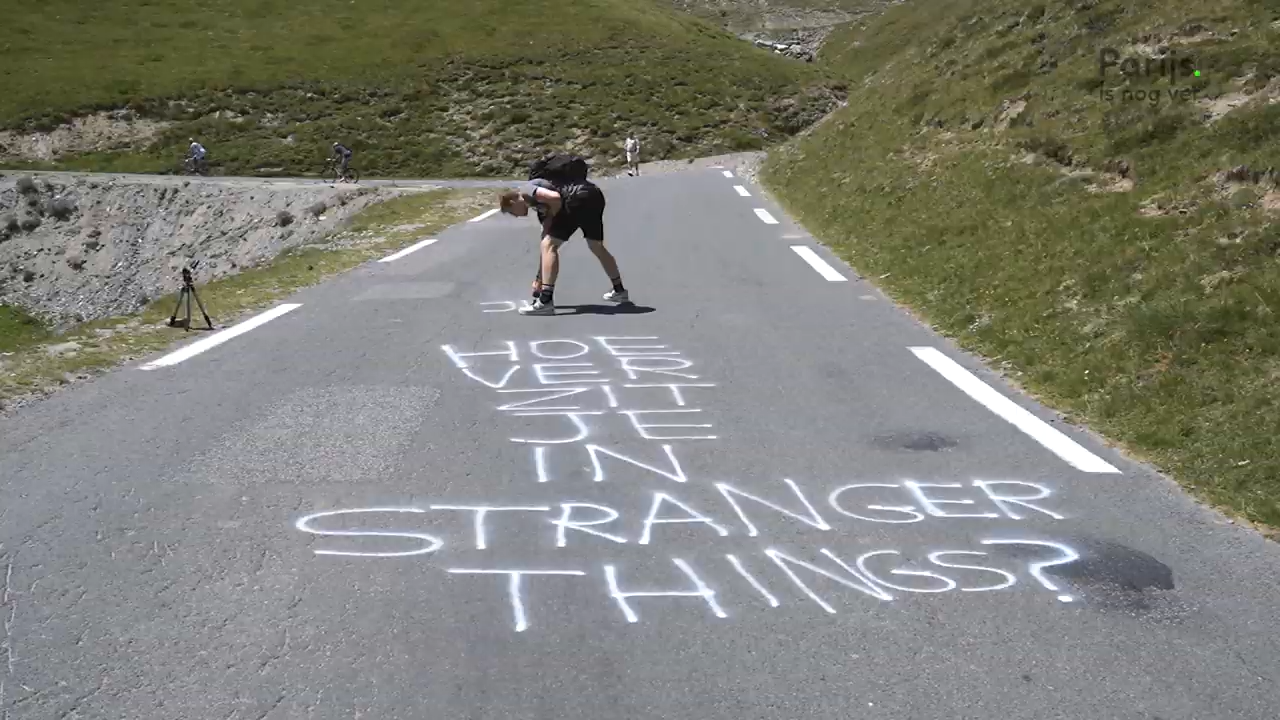 Parijs.
is nog ver
HOE
VER
ZIT
JE
IN
STRANGER
THINGS?